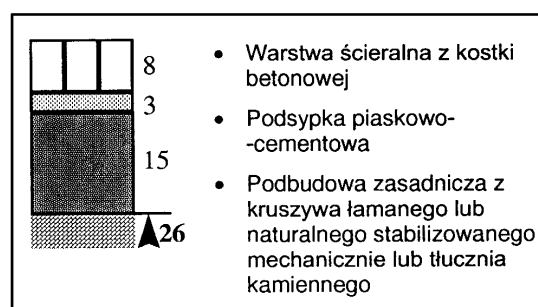 8
3
15
26
• Warstwa ścieralna z kostki
betonowej
• Podsypka piaskowo-
-cementowa
• Podbudowa zasadnicza z
kruszywa łamanego lub
naturalnego stabilizowanego
mechanicznie lub tłucznia
kamiennego